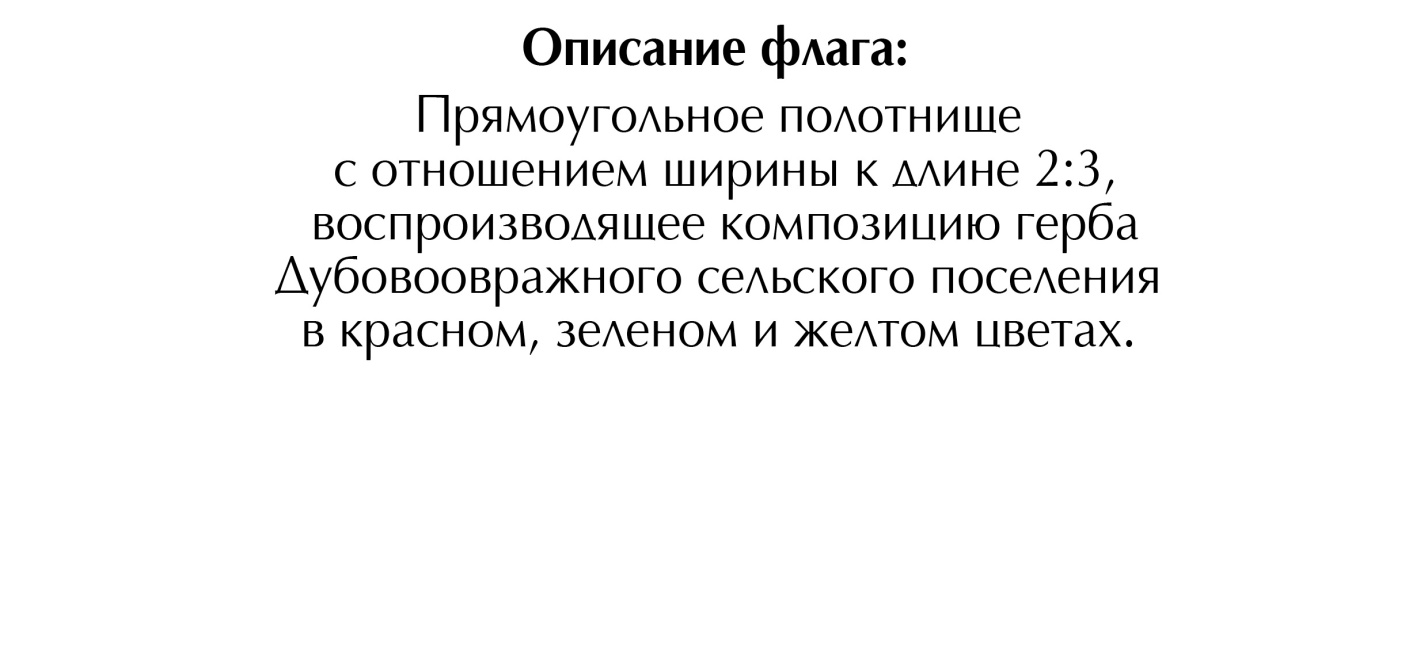 Описание флага:
Прямоугольное полотнище
с отношением ширины к длине 2:3,
воспроизводящее композицию герба
Дубовоовражного сельского поселения
в красном, зеленом и желтом цветах.